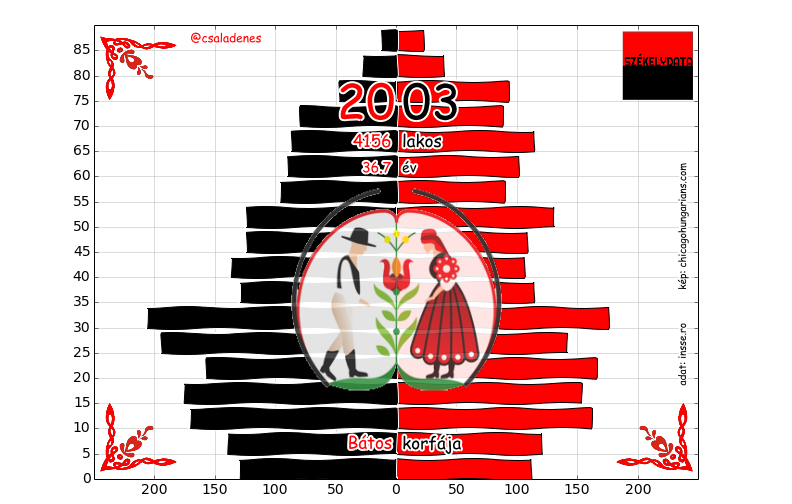 @csaladenes
SZÉKELYDATA
2003
4156 lakos
36.7 év
kép: chicagohungarians.com
adat: insse.ro
Bátos korfája
85
80
75
70
65
60
55
50
45
40
35
30
25
20
15
10
5
0
200 150 100 50 0 50 100 150 200